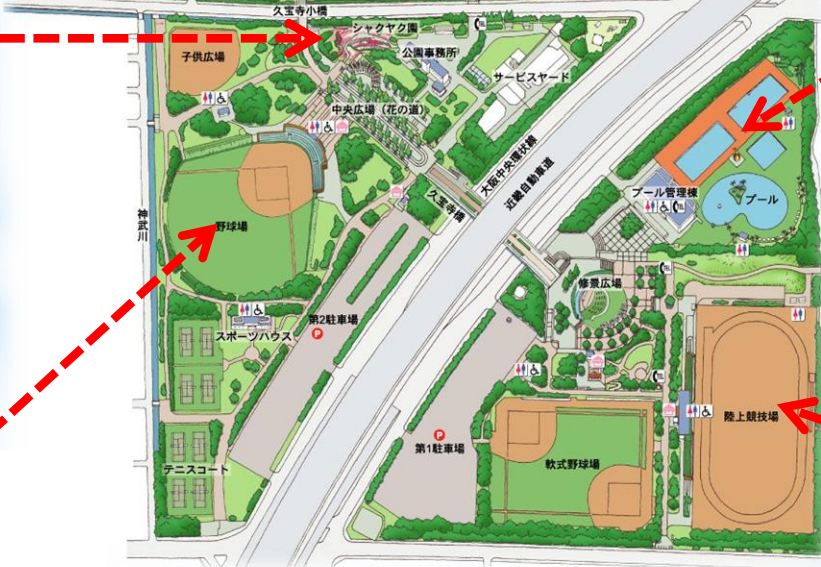 久宝寺小橋
シャクヤク園
子供広場
公園事務所
サービスヤード
中央広場(花の道)
大阪中央環状線
近畿自動車道
久宝寺橋
プール管理棟
プール
神武川
野球場
修景広場
第2駐車場
P
スポーツハウス
陸上競技場
P
第1駐車場
軟式野球場
テニスコート